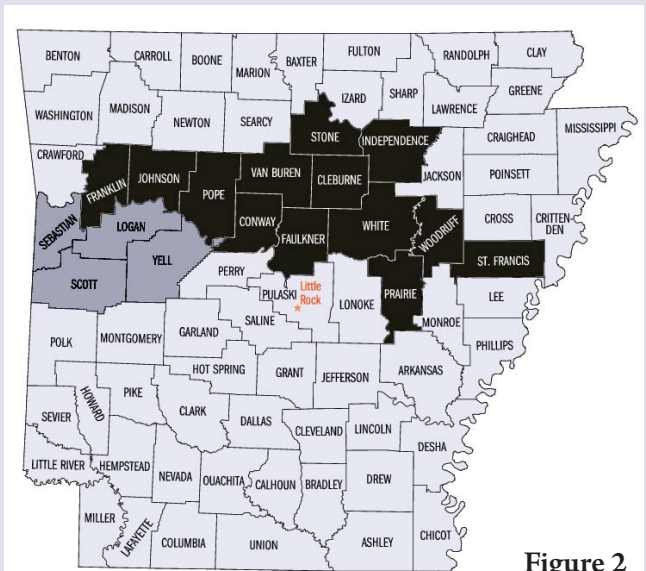 BENTON
CARROLL
BOONE
MARION
BAXTER
FULTON
RANDOLPH
CLAY
IZARD
SHARP
LAWRENCE
GREENE
WASHINGTON
MADISON
NEWTON
SEARCY
STONE
INDEPENDENCE
CRAIGHEAD
MISSISSIPPI
CRAWFORD
FRANKLIN
JOHNSON
POPE
VAN BUREN
CLEBURNE
JACKSON
POINSETT
SEBASTIAN
LOGAN
CONWAY
FAULKNER
WHITE
WOODRUFF
CROSS
CRITTEN
DEN
SCOTT
YELL
PERRY
PULASKI
Little
Rock
*
LONOKE
PRAIRIE
ST. FRANCIS
LEE
MONROE
PHILLIPS
POLK
MONTGOMERY
GARLAND
SALINE
HOT SPRING
GRANT
JEFFERSON
ARKANSAS
SEVIER
HOWARD
PIKE
CLARK
DALLAS
CLEVELAND
LINCOLN
DESHA
LITTLE RIVER
HEMPSTEAD
NEVADA
OUACHITA
CALHOUN
BRADLEY
DREW
MILLER
LAFAYETTE
COLUMBIA
UNION
ASHLEY
CHICOT
Figure 2